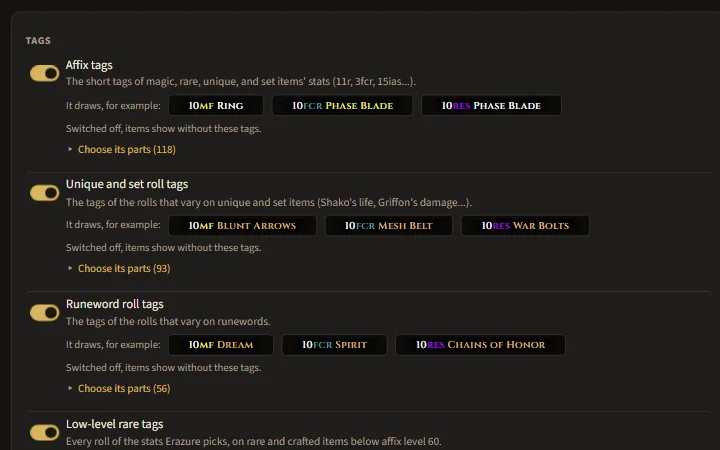 TAGS
Affix tags
The short tags of magic, rare, unique, and set items' stats (11r, 3fcr, 15ias...).
It draws, for example: 10MF RING 10FCR PHASE BLADE 10RES PHASE BLADE
Switched off, items show without these tags.
Choose its parts (118)
Unique and set roll tags
The tags of the rolls that vary on unique and set items (Shako's life, Griffon's damage...).
It draws, for example: 10MF BLUNT ARROWS 10FCR MESH BELT 10RES WAR BOLTS
Switched off, items show without these tags.
Choose its parts (93)
Runeword roll tags
The tags of the rolls that vary on runewords.
It draws, for example: 10MF DREAM 10FCR SPIRIT 10RES CHAINS OF HONOR
Switched off, items show without these tags.
Choose its parts (56)
Low-level rare tags
Every roll of the stats Erazure picks, on rare and crafted items below affix level 60.